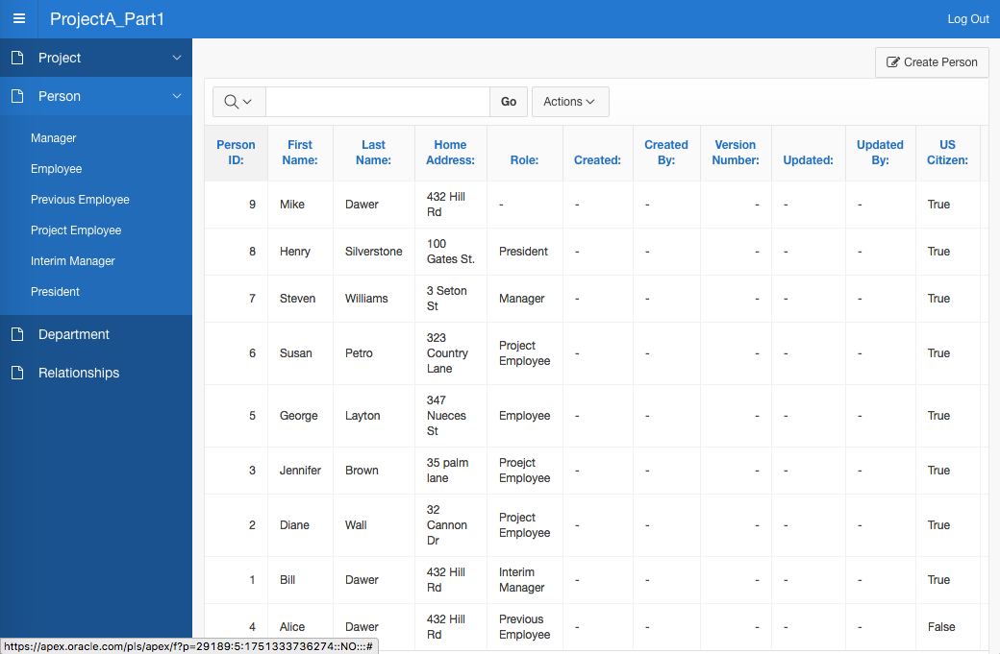 ProjectA_Part1
Log Out
Project
Person
Manager
Employee
Previous Employee
Project Employee
Interim Manager
President
Department
Relationships
Create Person
Go Actions
Person ID: First Name: Last Name: Home Address: Role: Created: Created By: Version Number: Updated: Updated By: US Citizen:
9 Mike Dawer 432 Hill Rd - - - - - - True
8 Henry Silverstone 100 Gates St. President - - - - - True
7 Steven Williams 3 Seton St Manager - - - - - True
6 Susan Petro 323 Country Lane Project Employee - - - - - True
5 George Layton 347 Nueces St Employee - - - - - True
3 Jennifer Brown 35 palm lane Proejct Employee - - - - - True
2 Diane Wall 32 Cannon Dr Project Employee - - - - - True
1 Bill Dawer 432 Hill Rd Interim Manager - - - - - True
4 Alice Dawer 432 Hill Rd Previous Employee - - - - - False
https://apex.oracle.com/pls/apex/f?p=29189:5:1751333736274::NO:::#